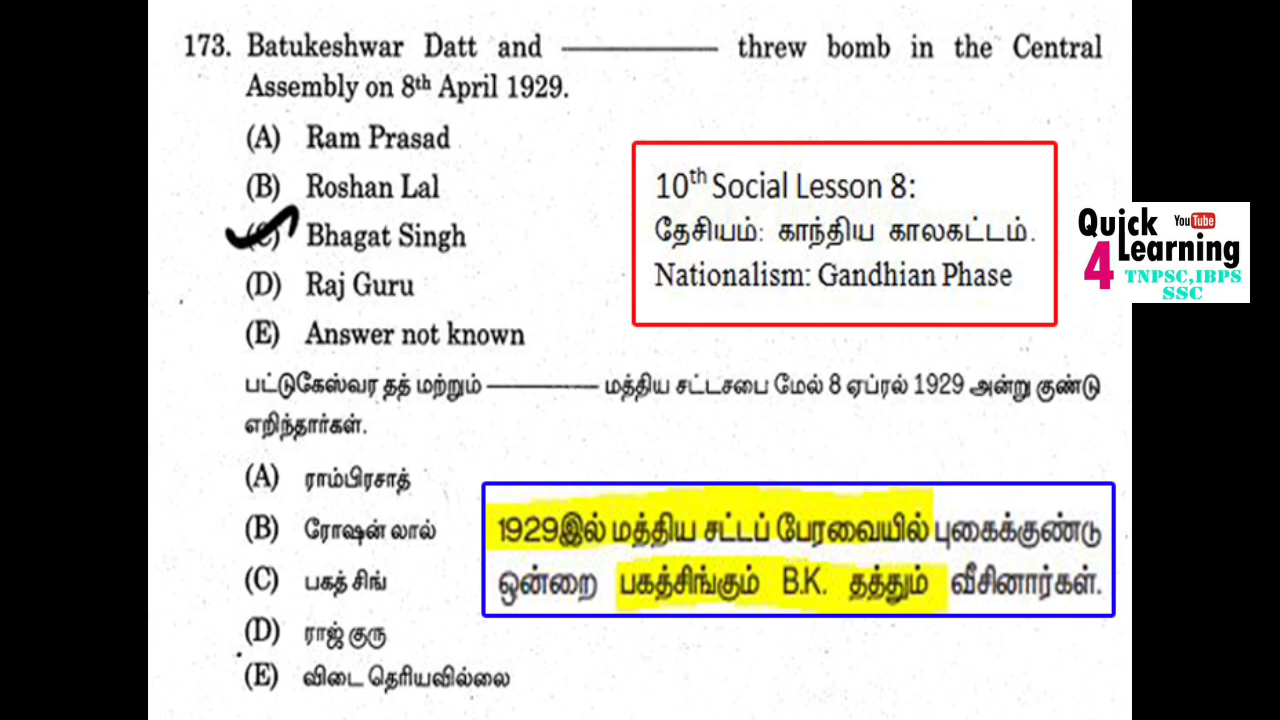 173. Batukeshwar Datt and ———— threw bomb in the Central
Assembly on 8th April 1929.
(A) Ram Prasad
(B) Roshan Lal
(C) Bhagat Singh
(D) Raj Guru
(E) Answer not known
10th Social Lesson 8:
தேசியம்: காந்திய காலகட்டம்.
Nationalism: Gandhian Phase
Quick
YouTube
4 Learning
TNPSC,IBPS
SSC
பட்டுகேஸ்வர தத் மற்றும் ———— மத்திய சட்டசபை மேல் 8 ஏப்ரல் 1929 அன்று குண்டு
எறிந்தார்கள்.
(A) ராம்பிரசாத்
(B) ரோஷன் லால்
(C) பகத் சிங்
(D) ராஜ் குரு
(E) விடை தெரியவில்லை
1929இல் மத்திய சட்டப் பேரவையில் புகைக்குண்டு
ஒன்றை பகத்சிங்கும் B.K. தத்தும் வீசினார்கள்.